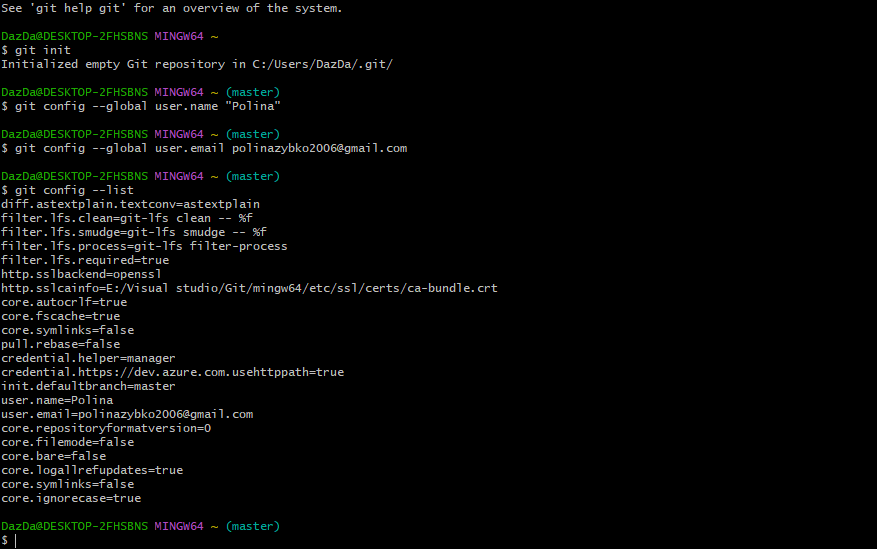 See 'git help git' for an overview of the system.
DazDa@DESKTOP-2FHSBNS MINGW64 ~
$ git init
Initialized empty Git repository in C:/Users/DazDa/.git/
DazDa@DESKTOP-2FHSBNS MINGW64 ~ (master)
$ git config --global user.name "Polina"
DazDa@DESKTOP-2FHSBNS MINGW64 ~ (master)
$ git config --global user.email polinazybko2006@gmail.com
DazDa@DESKTOP-2FHSBNS MINGW64 ~ (master)
$ git config --list
diff.astextplain.textconv=astextplain
filter.lfs.clean=git-lfs clean -- %f
filter.lfs.smudge=git-lfs smudge -- %f
filter.lfs.process=git-lfs filter-process
filter.lfs.required=true
http.sslbackend=openssl
http.sslcainfo=E:/Visual studio/Git/mingw64/etc/ssl/certs/ca-bundle.crt
core.autocrlf=true
core.fscache=true
core.symlinks=false
pull.rebase=false
credential.helper=manager
credential.https://dev.azure.com.usehttppath=true
init.defaultbranch=master
user.name=Polina
user.email=polinazybko2006@gmail.com
core.repositoryformatversion=0
core.filemode=false
core.bare=false
core.logallrefupdates=true
core.symlinks=false
core.ignorecase=true
DazDa@DESKTOP-2FHSBNS MINGW64 ~ (master)
$